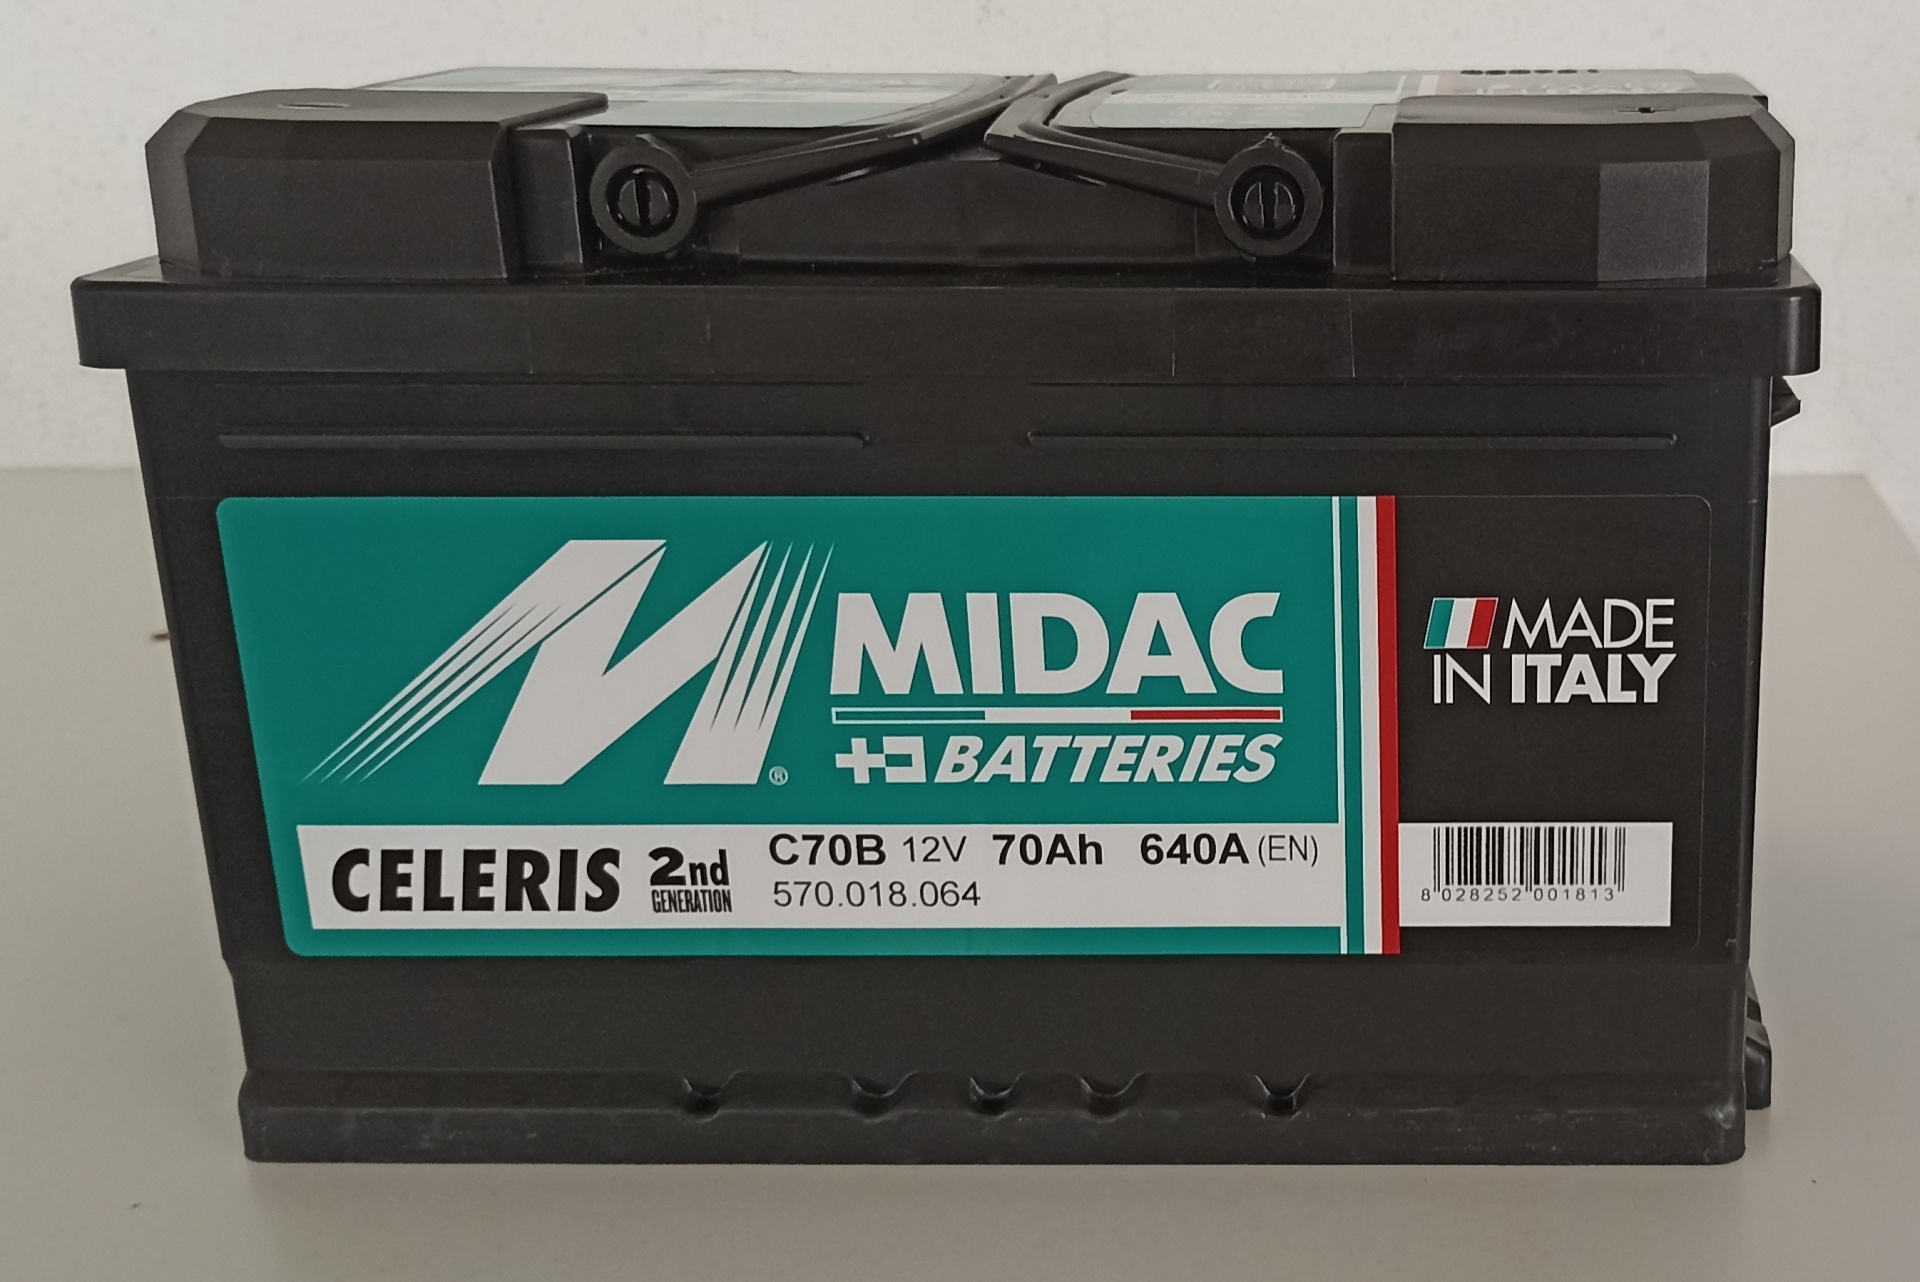 MIDAC
BATTERIES
®
MADE
IN ITALY
CELERIS 2nd GENERATION
C70B 12V 70Ah 640A (EN)
570.018.064
8 028252 001813